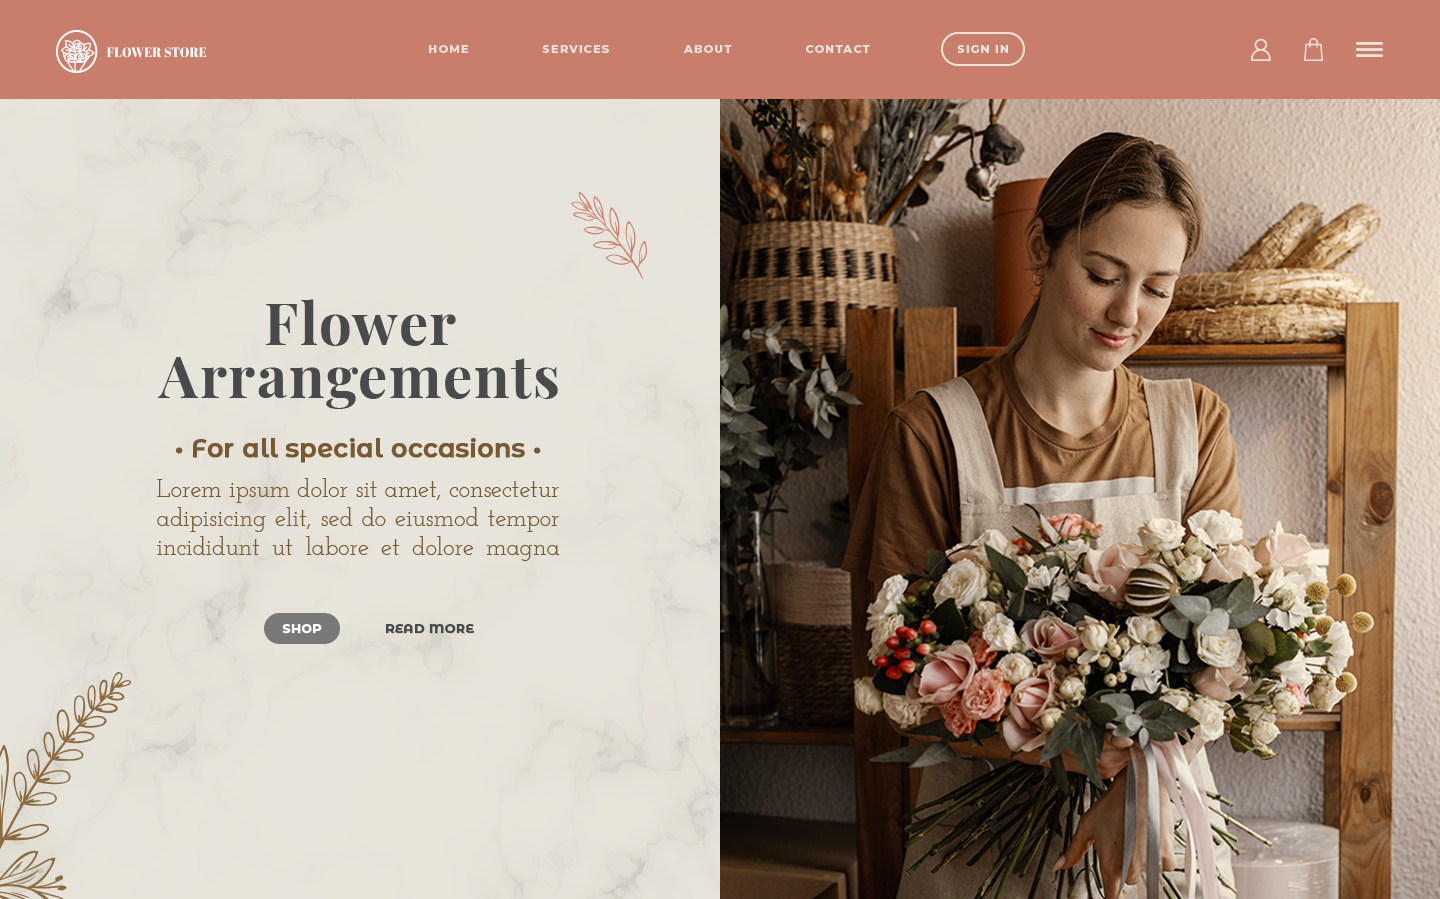 FLOWER STORE
HOME
SERVICES
ABOUT
CONTACT
SIGN IN
Flower
Arrangements
• For all special occasions •
Lorem ipsum dolor sit amet, consectetur
adipisicing elit, sed do eiusmod tempor
incididunt ut labore et dolore magna
SHOP
READ MORE